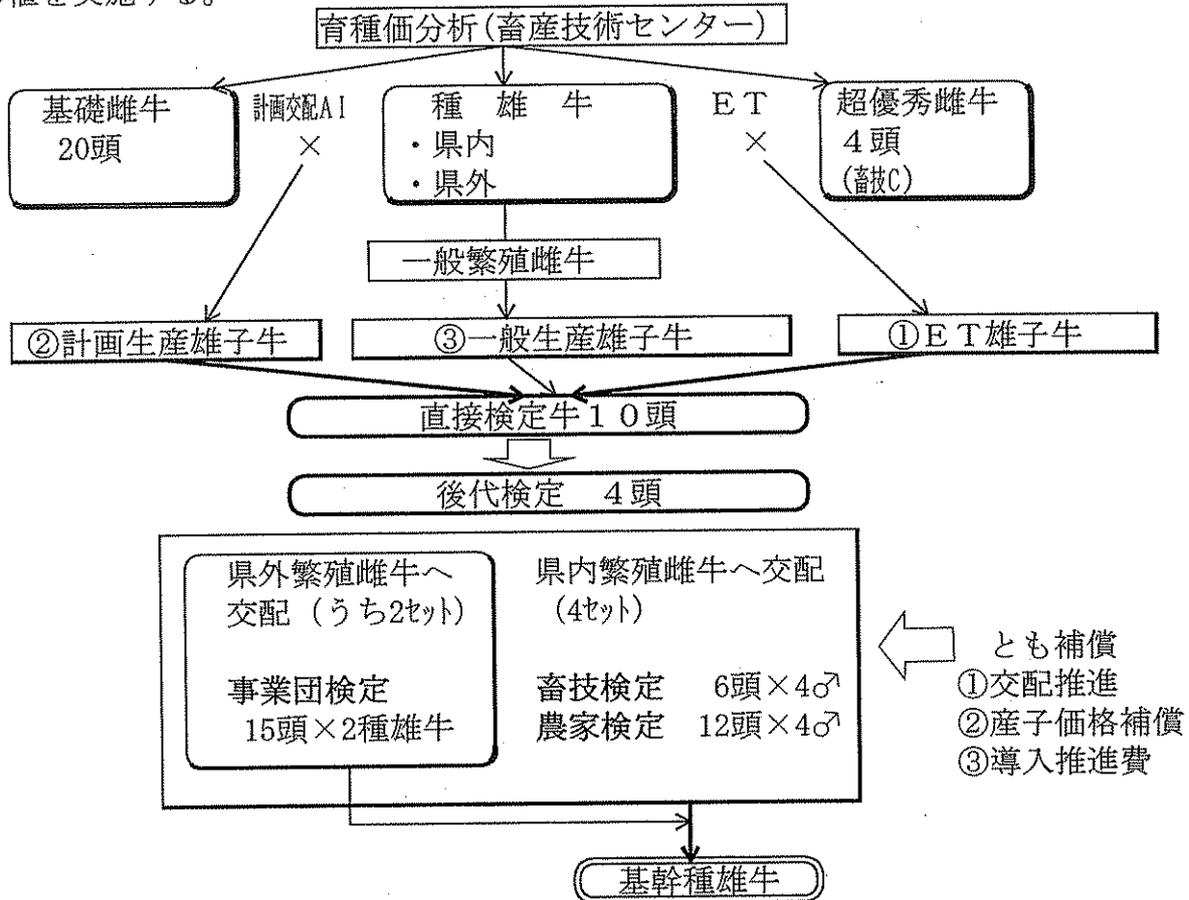 を実施する。
育種価分析(畜産技術センター)
基礎雌牛
20頭
計画交配AI
×
種 雄 牛
・県内
・県外
ET
×
超優秀雌牛
4頭
(畜技C)
一般繁殖雌牛
②計画生産雄子牛
③一般生産雄子牛
①ET雄子牛
直接検定牛10頭
後代検定 4頭
県外繁殖雌牛へ
交配(うち2セット)
事業団検定
15頭×2種雄牛
県内繁殖雌牛へ交配
(4セット)
畜技検定 6頭×4♂
農家検定 12頭×4♂
とも補償
①交配推進
②産子価格補償
③導入推進費
基幹種雄牛